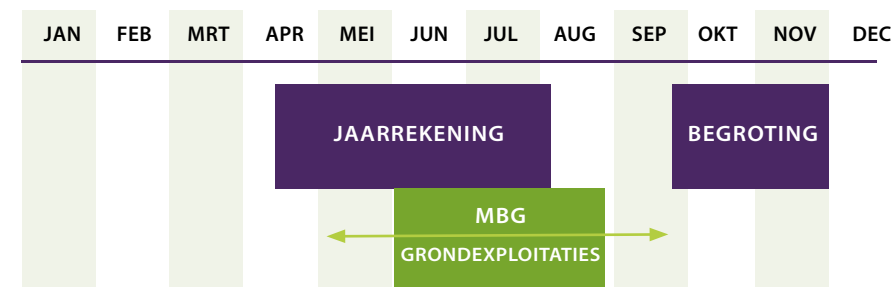 JAN FEB MRT APR MEI JUN JUL AUG SEP OKT NOV DEC
JAARREKENING BEGROTING
MBG
GRONDEXPLOITATIES